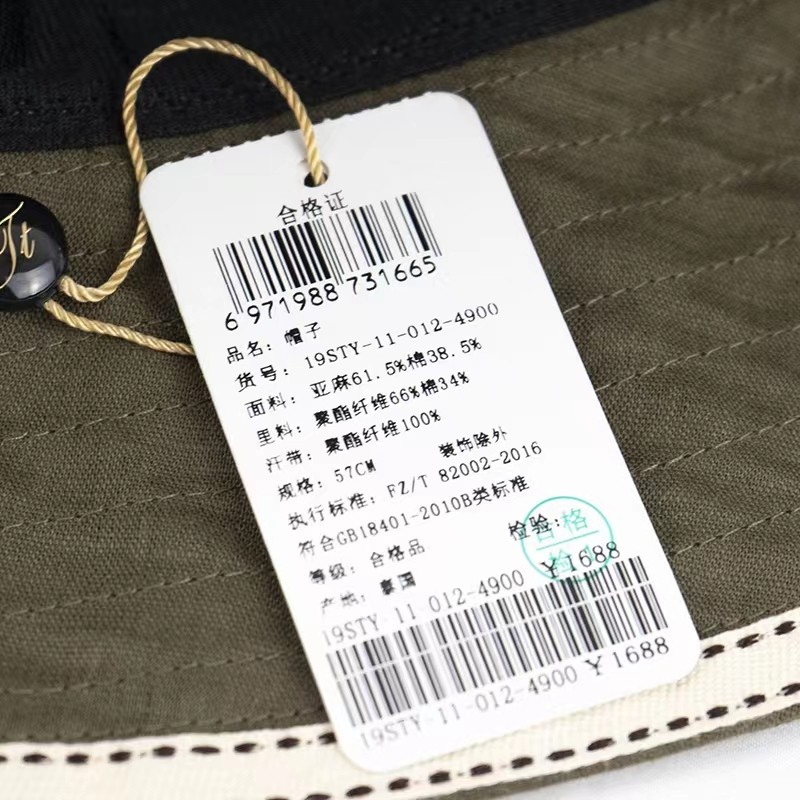 Jt
合格证
6 971988 731665
品名: 帽子
货号: 19STY-11-012-4900
面料: 亚麻61.5%棉38.5%
里料: 聚酯纤维66%棉34%
汗带: 聚酯纤维100%
规格: 57CM 装饰除外
执行标准: FZ/T 82002-2016
符合GB18401-2010B类标准
等级: 合格品 检验: 合格
产地: 泰国
19STY-11-012-4900 ¥1688
19STY-11-012-4900 ¥1688